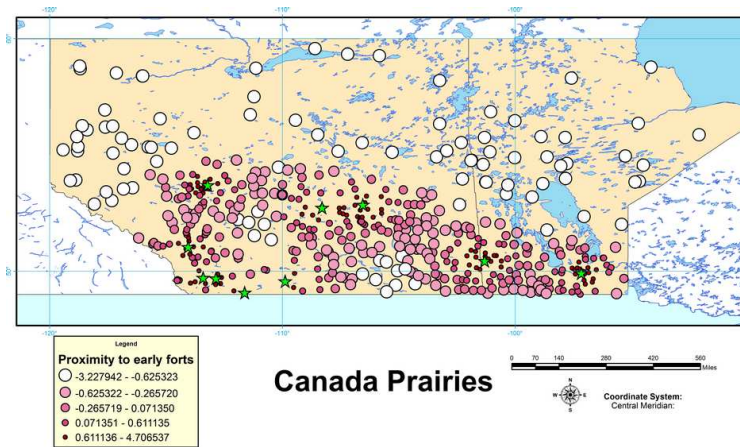 -120° -110° -100°
60° 60°
50° 50°
-120° -110° -100°
Legend
Proximity to early forts
-3.227942 - -0.625323
-0.625322 - -0.265720
-0.265719 - 0.071350
0.071351 - 0.611135
0.611136 - 4.706537
Canada Prairies
0 70 140 280 420 560
Miles
N
W E
S
Coordinate System:
Central Meridian: